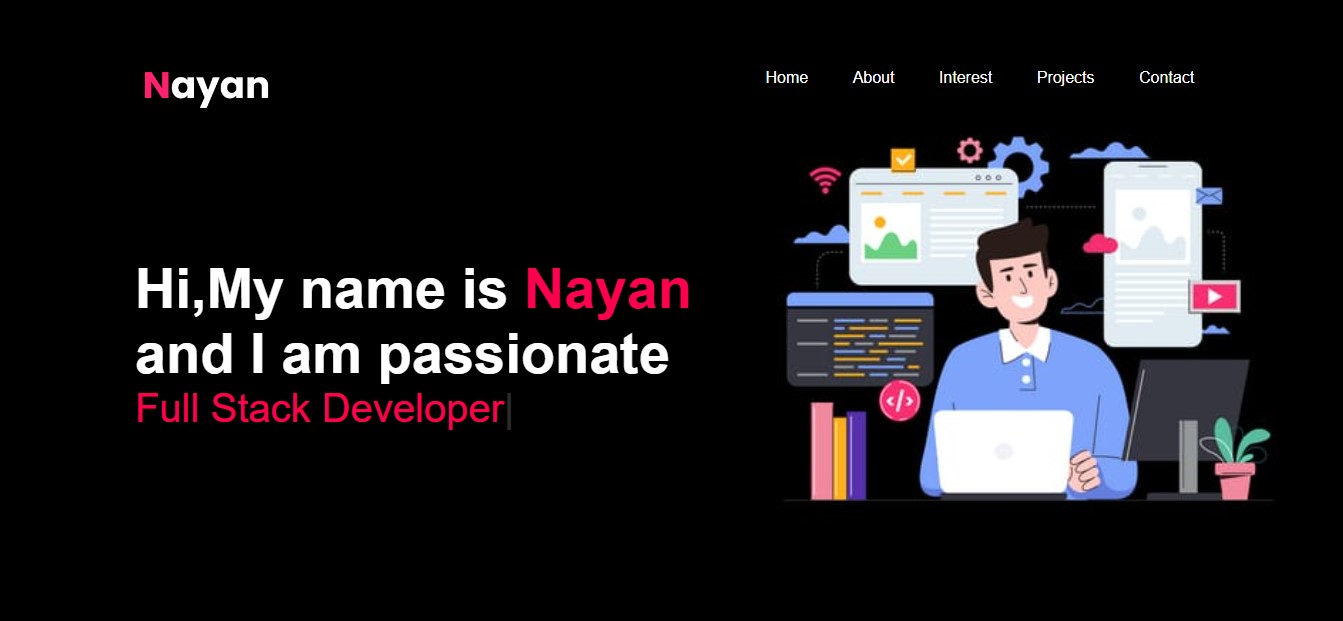 Nayan
Home About Interest Projects Contact
Hi,My name is Nayan
and I am passionate
Full Stack Developer|
</>